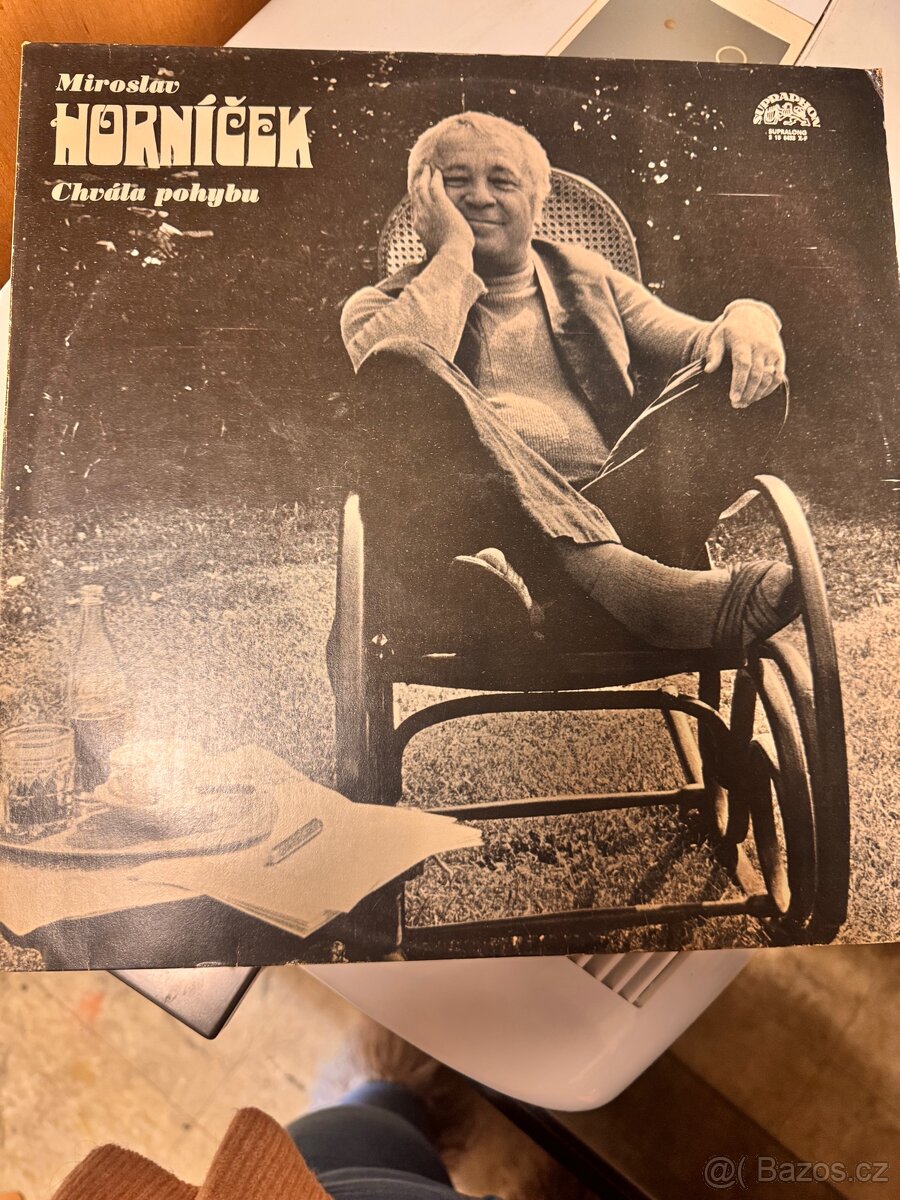 Miroslav
HORNÍČEK
Chvála pohybu
SUPRAPHON
SUPRALONG
@( Bazos.cz